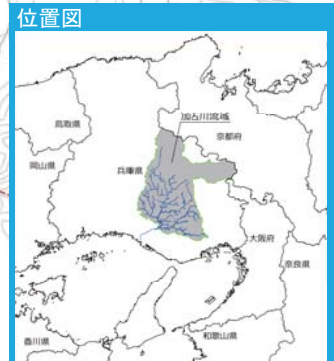 位置図
加古川流域
鳥取県
京都府
岡山県
兵庫県
大阪府
奈良県
香川県
和歌山県